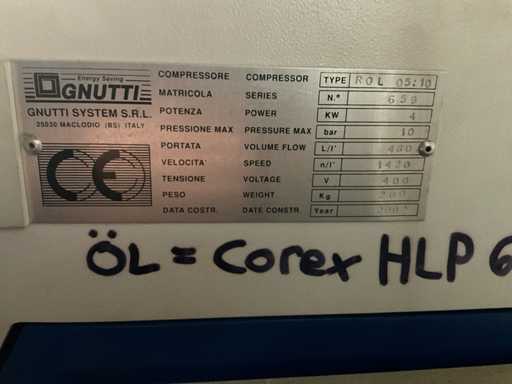 Energy Saving
GNUTTI
GNUTTI SYSTEM S.R.L.
25030 MACLODIO (BS) ITALY
CE
COMPRESSORE COMPRESSOR TYPE ROL 05:10
MATRICOLA SERIES N.° 659
POTENZA POWER KW 4
PRESSIONE MAX PRESSURE MAX bar 10
PORTATA VOLUME FLOW L/1'
VELOCITA' SPEED n/1' 1420
TENSIONE VOLTAGE V 400
PESO WEIGHT Kg 200
DATA COSTR. DATE CONSTR. Year
ÖL = Corex HLP 6